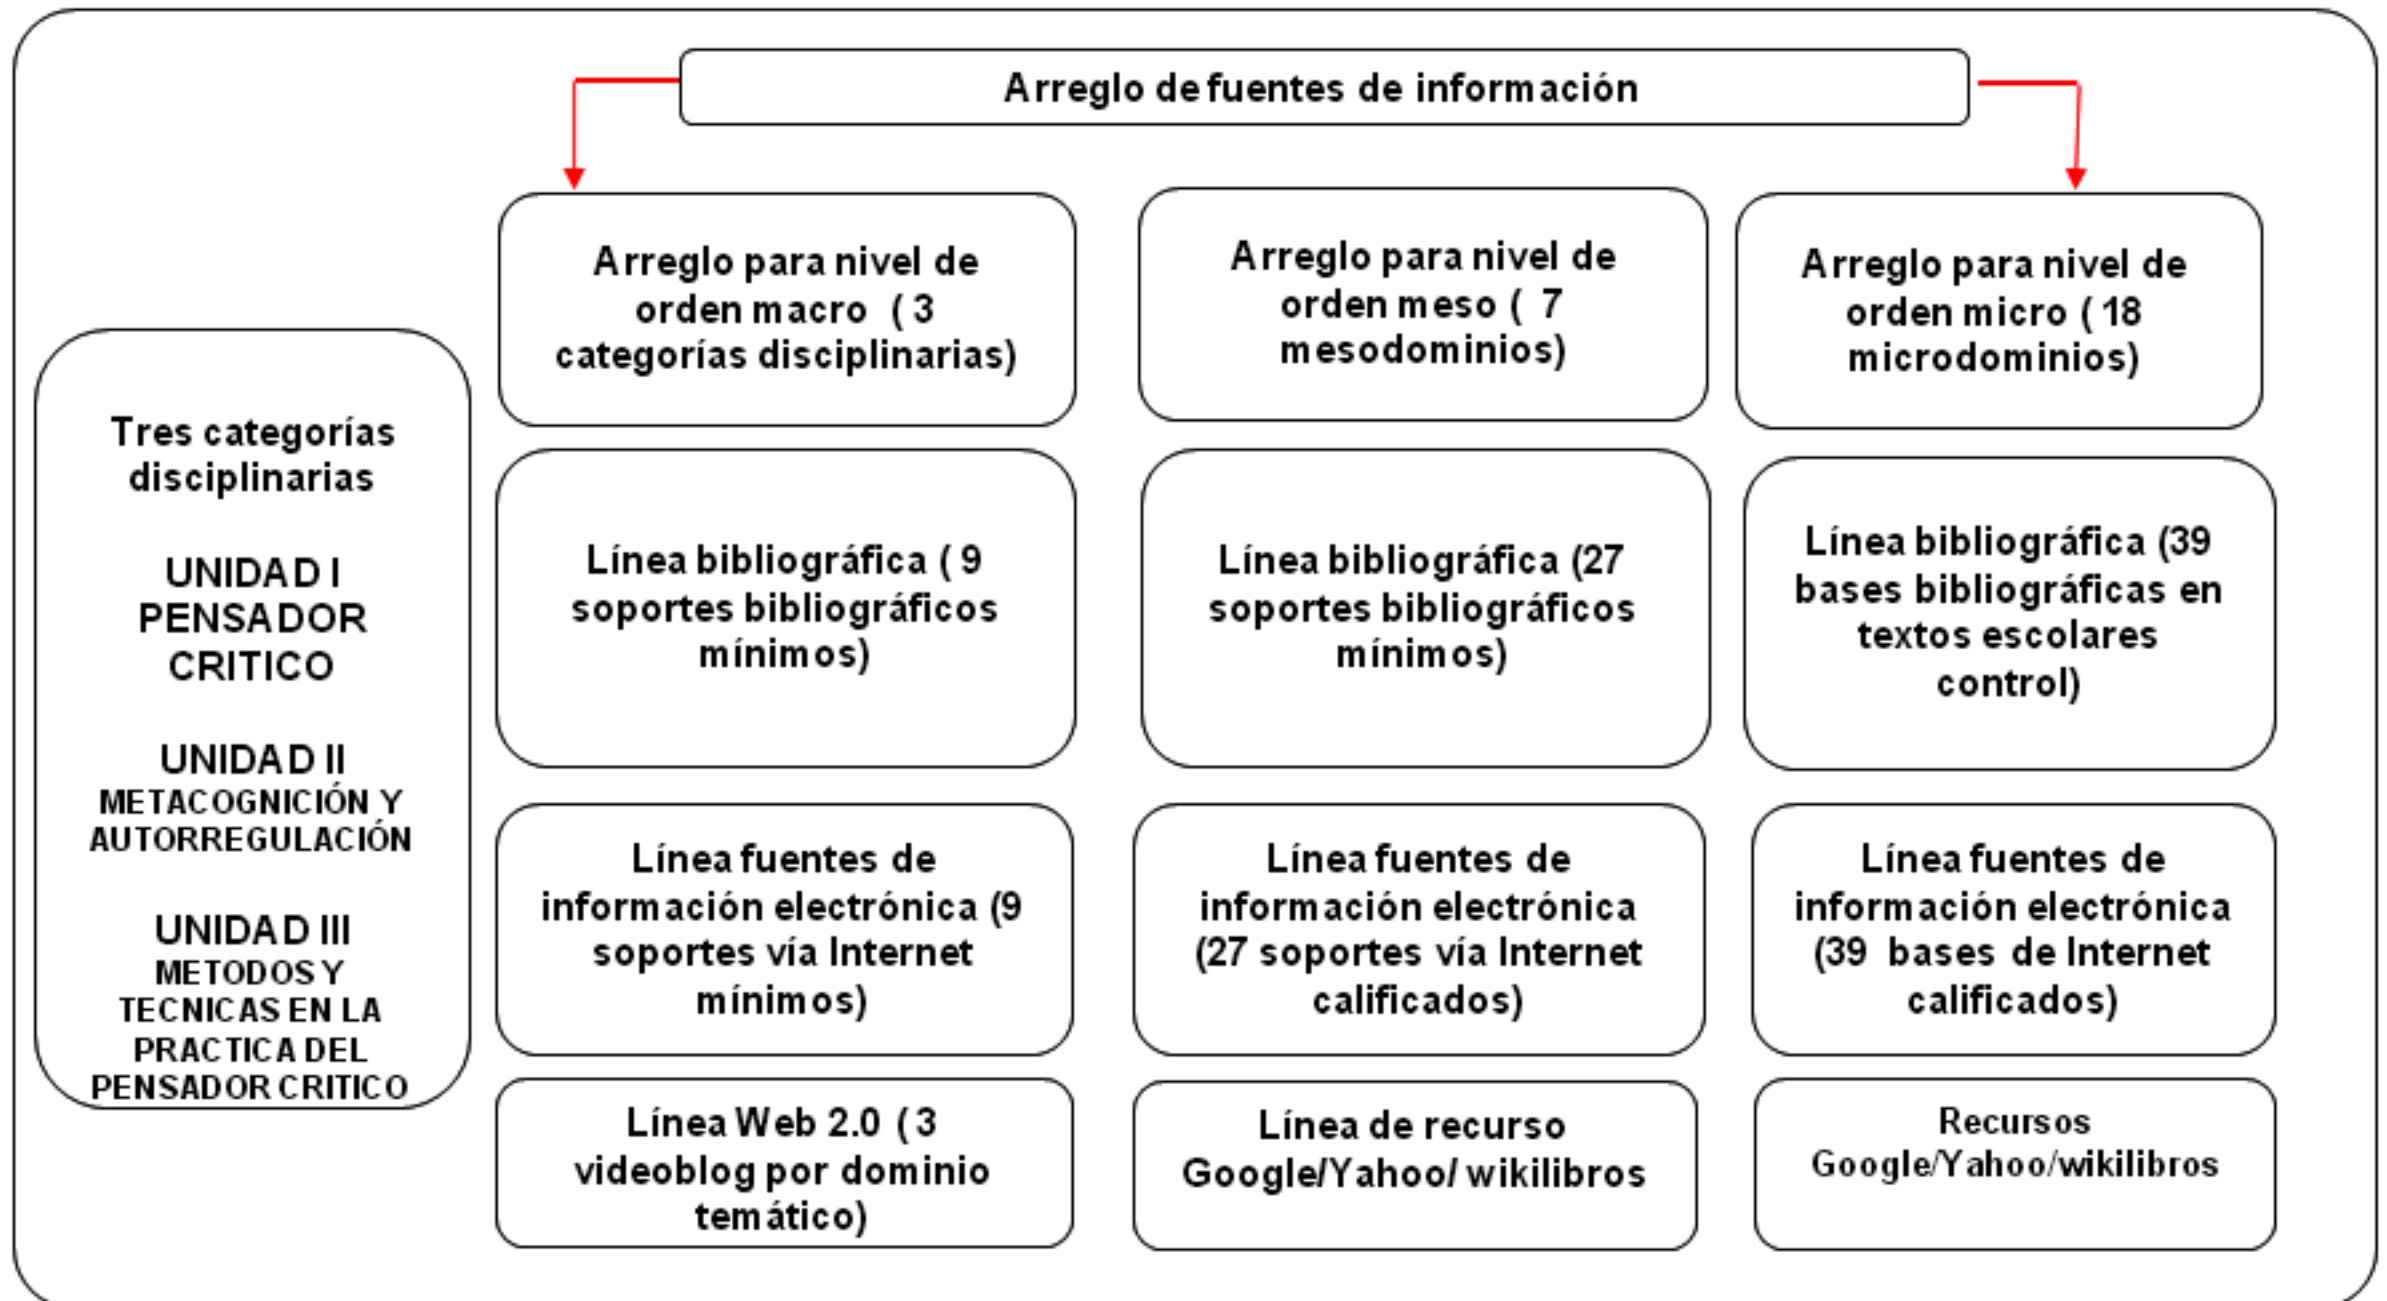 Arreglo de fuentes de información
Arreglo para nivel de
orden macro ( 3
categorías disciplinarias)
Arreglo para nivel de
orden meso ( 7
mesodominios)
Arreglo para nivel de
orden micro ( 18
microdominios)
Tres categorías
disciplinarias
UNIDAD I
PENSADOR
CRITICO
UNIDAD II
METACOGNICIÓN Y
AUTORREGULACIÓN
UNIDAD III
METODOS Y
TECNICAS EN LA
PRACTICA DEL
PENSADOR CRITICO
Línea bibliográfica ( 9
soportes bibliográficos
mínimos)
Línea bibliográfica (27
soportes bibliográficos
mínimos)
Línea bibliográfica (39
bases bibliográficas en
textos escolares
control)
Línea fuentes de
información electrónica (9
soportes vía Internet
mínimos)
Línea fuentes de
información electrónica
(27 soportes vía Internet
calificados)
Línea fuentes de
información electrónica
(39 bases de Internet
calificados)
Línea Web 2.0 ( 3
videoblog por dominio
temático)
Línea de recurso
Google/Yahoo/ wikilibros
Recursos
Google/Yahoo/wikilibros